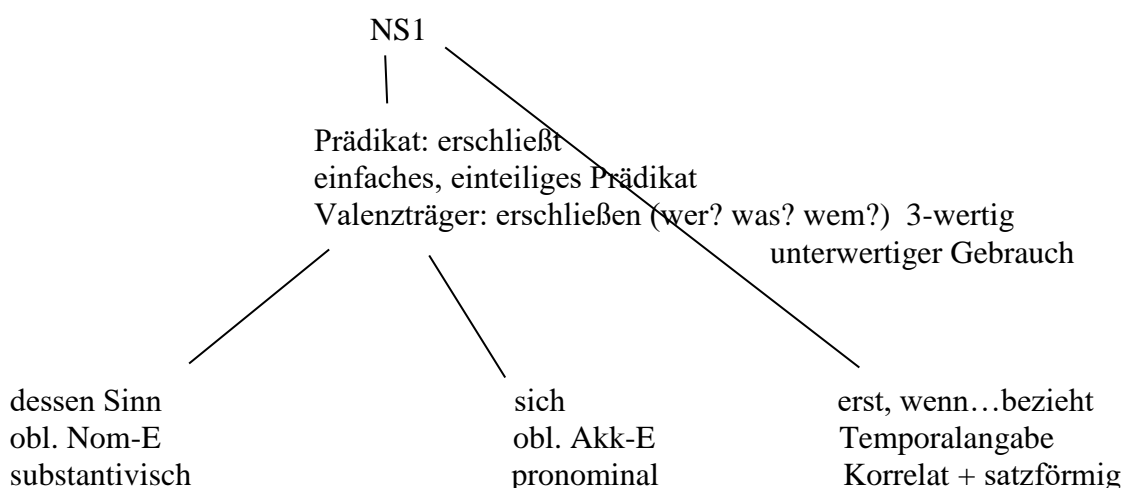 NS1
Prädikat: erschließt
einfaches, einteiliges Prädikat
Valenzträger: erschließen (wer? was? wem?) 3-wertig
unterwertiger Gebrauch
dessen Sinn
obl. Nom-E
substantivisch
sich
obl. Akk-E
pronominal
erst, wenn…bezieht
Temporalangabe
Korrelat + satzförmig